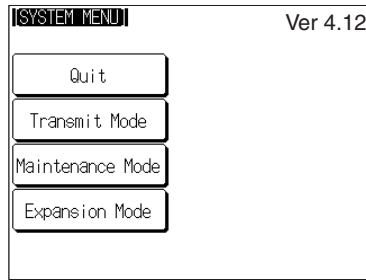 SYSTEM MENU
Ver 4.12
Quit
Transmit Mode
Maintenance Mode
Expansion Mode